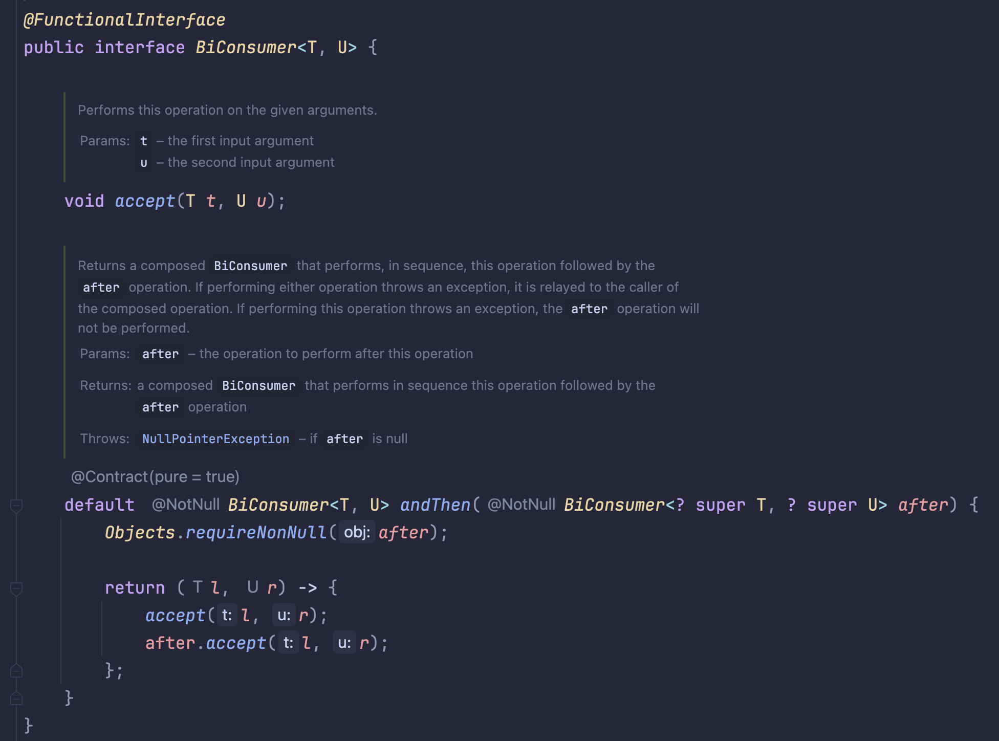 @FunctionalInterface
public interface BiConsumer<T, U> {
Performs this operation on the given arguments.
Params: t – the first input argument
u – the second input argument
void accept(T t, U u);
Returns a composed BiConsumer that performs, in sequence, this operation followed by the
after operation. If performing either operation throws an exception, it is relayed to the caller of
the composed operation. If performing this operation throws an exception, the after operation will
not be performed.
Params: after – the operation to perform after this operation
Returns: a composed BiConsumer that performs in sequence this operation followed by the
after operation
Throws: NullPointerException – if after is null
@Contract(pure = true)
default @NotNull BiConsumer<T, U> andThen( @NotNull BiConsumer<? super T, ? super U> after) {
Objects.requireNonNull( obj: after);
return ( T l, U r) -> {
accept( t: l, u: r);
after.accept( t: l, u: r);
};
}
}